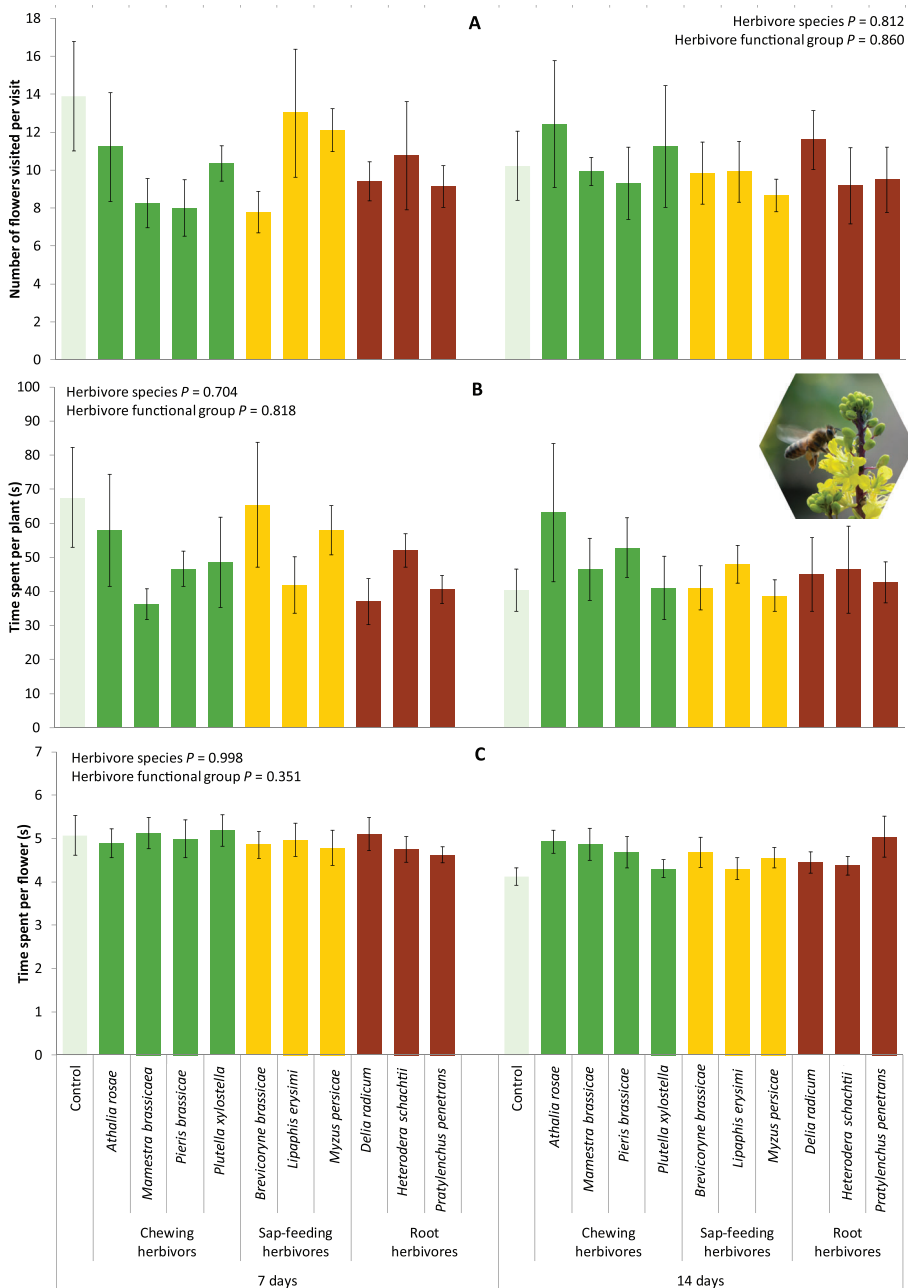 A
Herbivore species P = 0.812
Herbivore functional group P = 0.860
Number of flowers visited per visit
18
16
14
12
10
8
6
4
2
0
B
Herbivore species P = 0.704
Herbivore functional group P = 0.818
Time spent per plant (s)
100
90
80
70
60
50
40
30
20
10
0
C
Herbivore species P = 0.998
Herbivore functional group P = 0.351
Time spent per flower (s)
7
6
5
4
3
2
1
0
Control
Athalia rosae
Mamestra brassicaea
Pieris brassicae
Plutella xylostella
Brevicoryne brassicae
Lipaphis erysimi
Myzus persicae
Delia radicum
Heterodera schachtii
Pratylenchus penetrans
Control
Athalia rosae
Mamestra brassicae
Pieris brassicae
Plutella xylostella
Brevicoryne brassicae
Lipaphis erysimi
Myzus persicae
Delia radicum
Heterodera schachtii
Pratylenchus penetrans
Chewing
herbivors
Sap-feeding
herbivores
Root
herbivores
Chewing
herbivores
Sap-feeding
herbivores
Root
herbivores
7 days
14 days